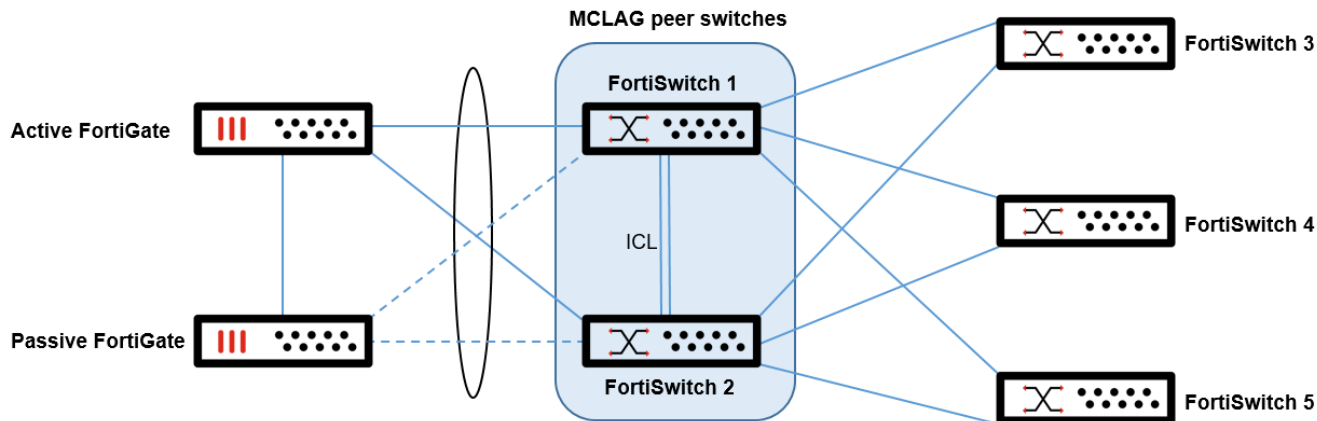 MCLAG peer switches
FortiSwitch 3
FortiSwitch 1
Active FortiGate
FortiSwitch 4
ICL
Passive FortiGate
FortiSwitch 2
FortiSwitch 5